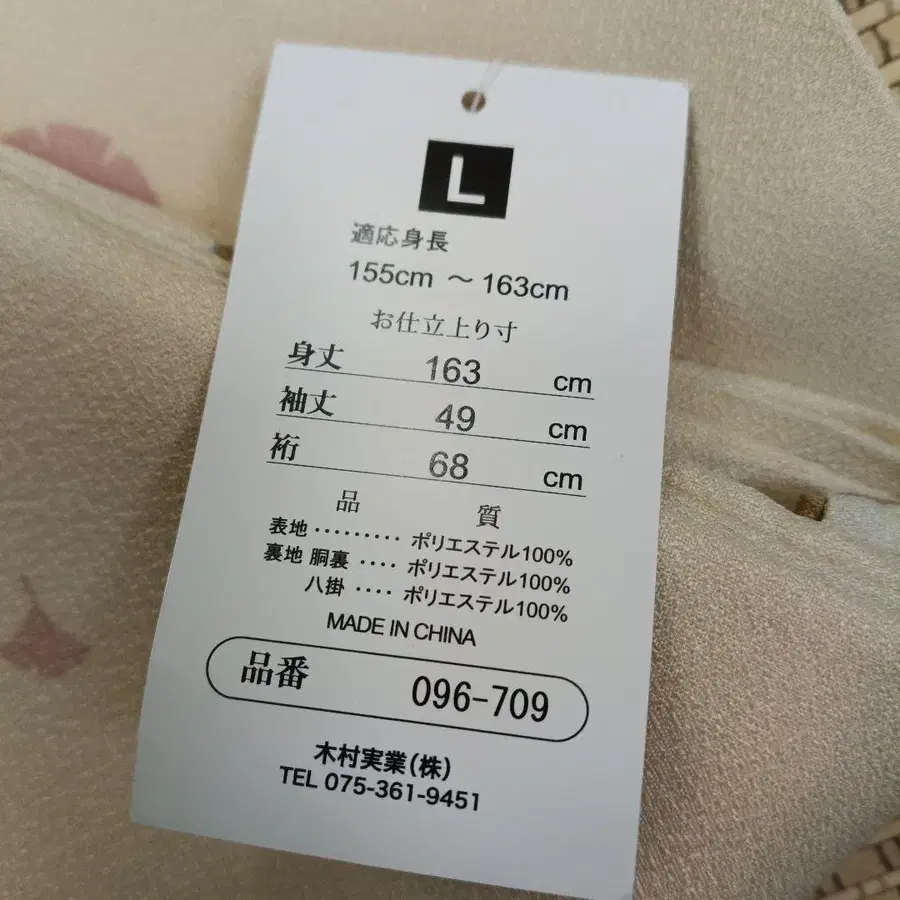 L
適応身長
155cm ～ 163cm
お仕立上り寸
身丈 163 cm
袖丈 49 cm
裄 68 cm
品 質
表地 ········· ポリエステル100%
裏地 胴裏 ···· ポリエステル100%
八掛 ···· ポリエステル100%
MADE IN CHINA
品番 096-709
木村実業(株)
TEL 075-361-9451